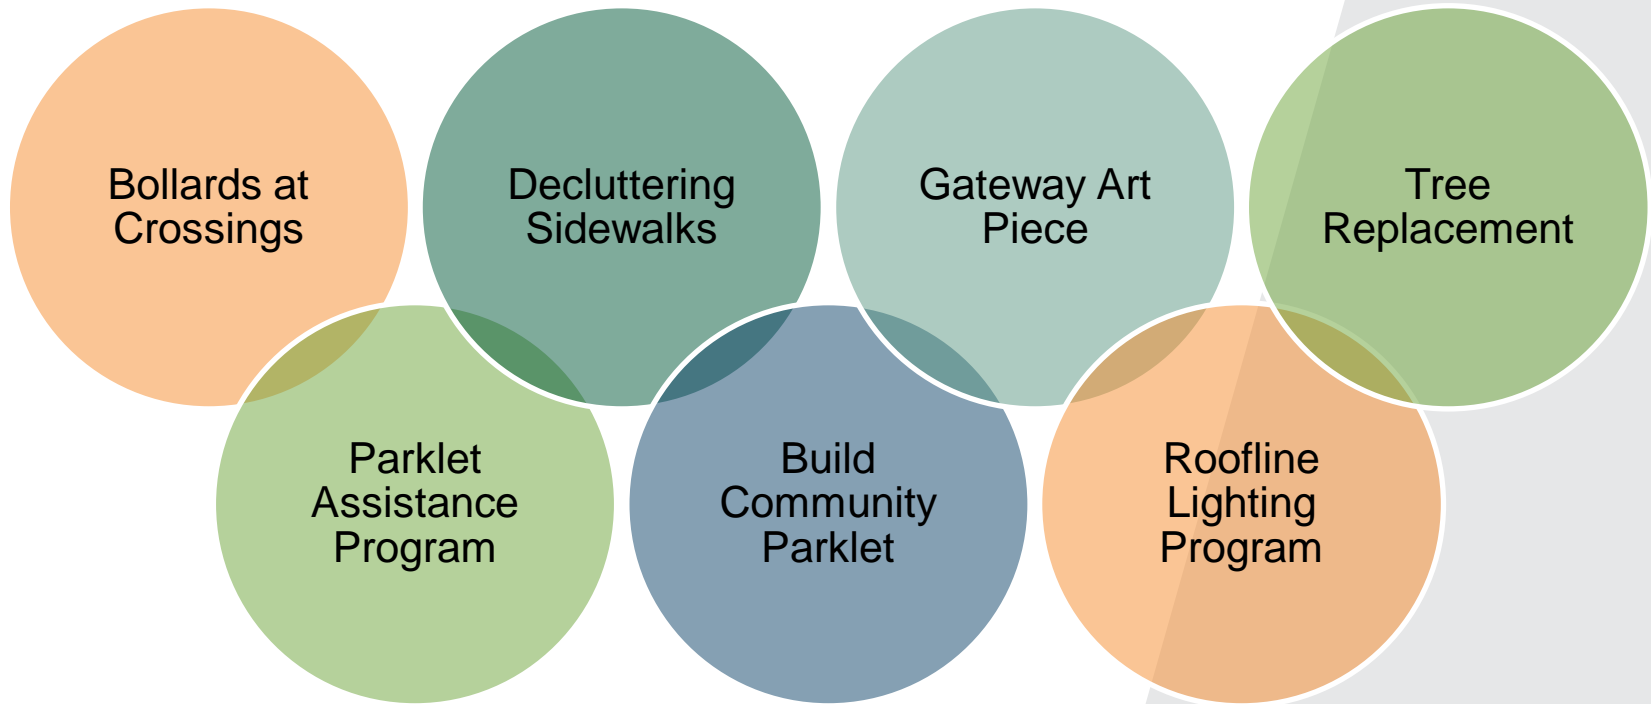 Bollards at
Crossings
Decluttering
Sidewalks
Gateway Art
Piece
Tree
Replacement
Parklet
Assistance
Program
Build
Community
Parklet
Roofline
Lighting
Program